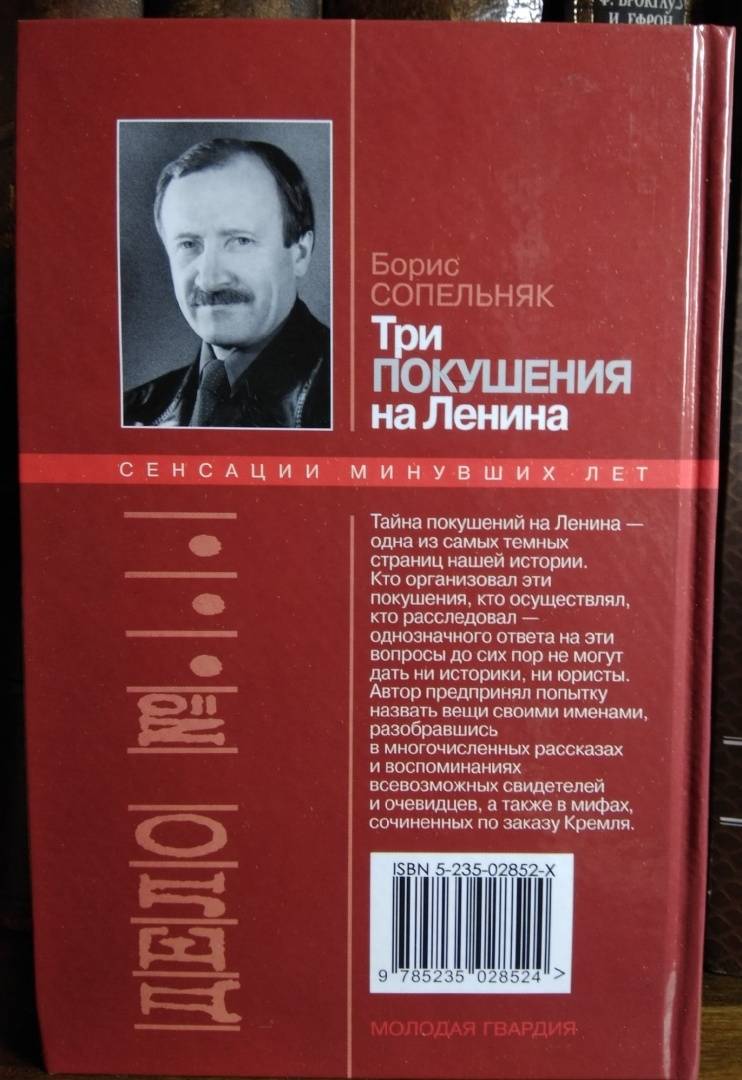 Ф. БРОКГАУЗ
И. ЕФРОН
Борис
СОПЕЛЬНЯК
Три
ПОКУШЕНИЯ
на Ленина
СЕНСАЦИИ МИНУВШИХ ЛЕТ
Тайна покушений на Ленина —
одна из самых темных
страниц нашей истории.
Кто организовал эти
покушения, кто осуществлял,
кто расследовал —
однозначного ответа на эти
вопросы до сих пор не могут
дать ни историки, ни юристы.
Автор предпринял попытку
назвать вещи своими именами,
разобравшись
в многочисленных рассказах
и воспоминаниях
всевозможных свидетелей
и очевидцев, а также в мифах,
сочиненных по заказу Кремля.
ДЕЛО №...
ISBN 5-235-02852-X
9 785235 028524 >
МОЛОДАЯ ГВАРДИЯ